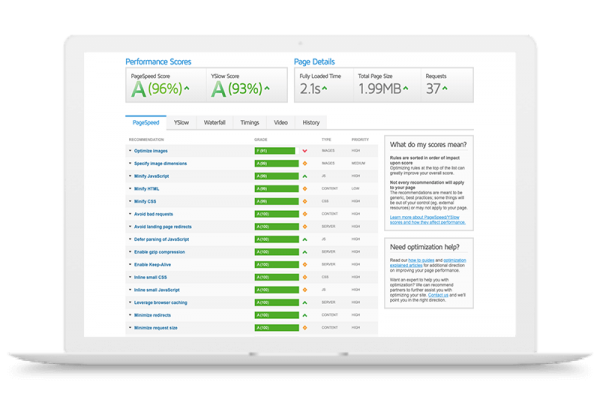 Performance Scores
Page Details
PageSpeed Score
A (96%)
YSlow Score
A (93%)
Fully Loaded Time
2.1s
Total Page Size
1.99MB
Requests
37
PageSpeed
YSlow
Waterfall
Timings
Video
History
RECOMMENDATION GRADE TYPE PRIORITY
Optimize images IMAGES HIGH
Specify image dimensions A (99) IMAGES MEDIUM
Minify JavaScript A (99) JS HIGH
Minify HTML A (99) CONTENT LOW
Minify CSS A (99) CSS HIGH
Avoid bad requests A (100) CONTENT HIGH
Avoid landing page redirects A (100) SERVER HIGH
Defer parsing of JavaScript A (100) JS HIGH
Enable gzip compression A (100) SERVER HIGH
Enable Keep-Alive A (100) SERVER HIGH
Inline small CSS A (100) CSS HIGH
Inline small JavaScript A (100) JS HIGH
Leverage browser caching A (100) SERVER HIGH
Minimize redirects A (100) CONTENT HIGH
Minimize request size A (100) CONTENT HIGH
What do my scores mean?
Rules are sorted in order of impact
upon score
Optimizing rules at the top of the list can
greatly improve your overall score.
Not every recommendation will apply
to your page
The recommendations are meant to be
generic, best practices; some things will
be out of your control (eg. external
resources) or may not apply to your page.
Learn more about PageSpeed/YSlow
scores and how they affect performance.
Need optimization help?
Read our how to guides and optimization
explained articles for additional direction
on improving your page performance.
Want an expert to help you with
optimization? We can recommend
partners to further assist you with
optimizing your site. Contact us and we'll
point you in the right direction.